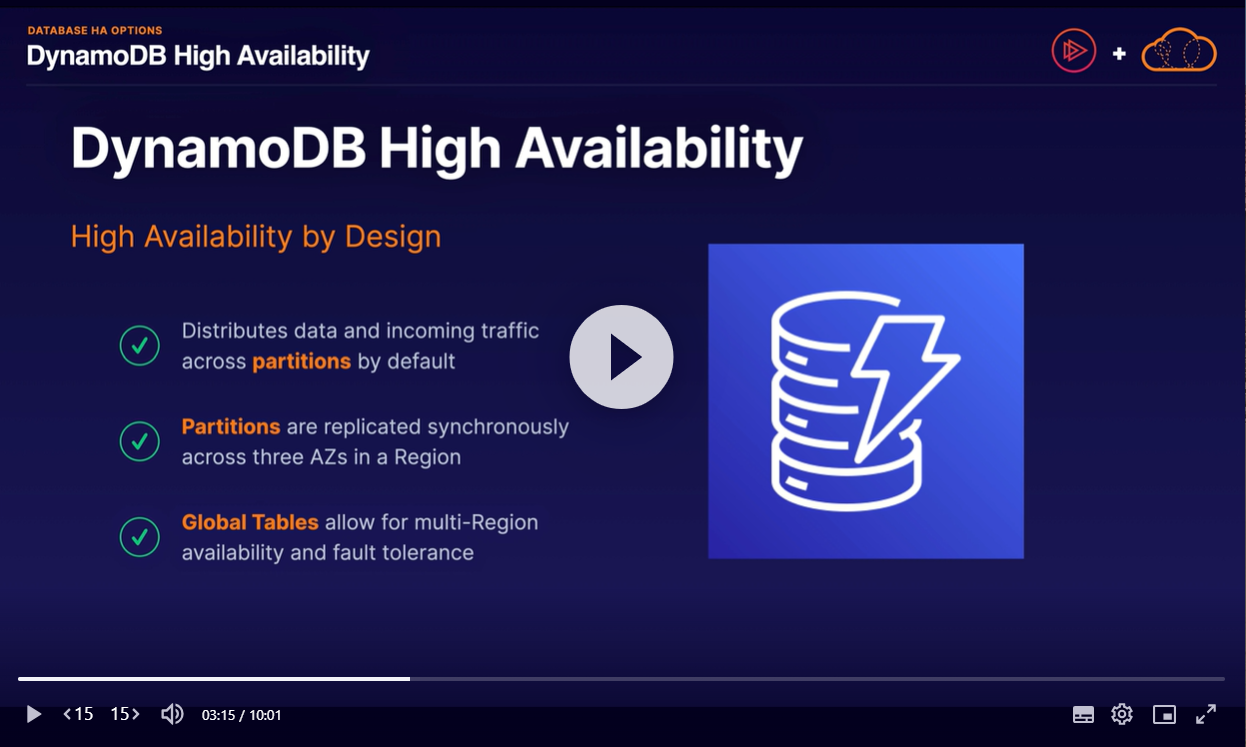 DATABASE HA OPTIONS
DynamoDB High Availability
DynamoDB High Availability
High Availability by Design
Distributes data and incoming traffic
across partitions by default
Partitions are replicated synchronously
across three AZs in a Region
Global Tables allow for multi-Region
availability and fault tolerance
15 15 03:15 / 10:01